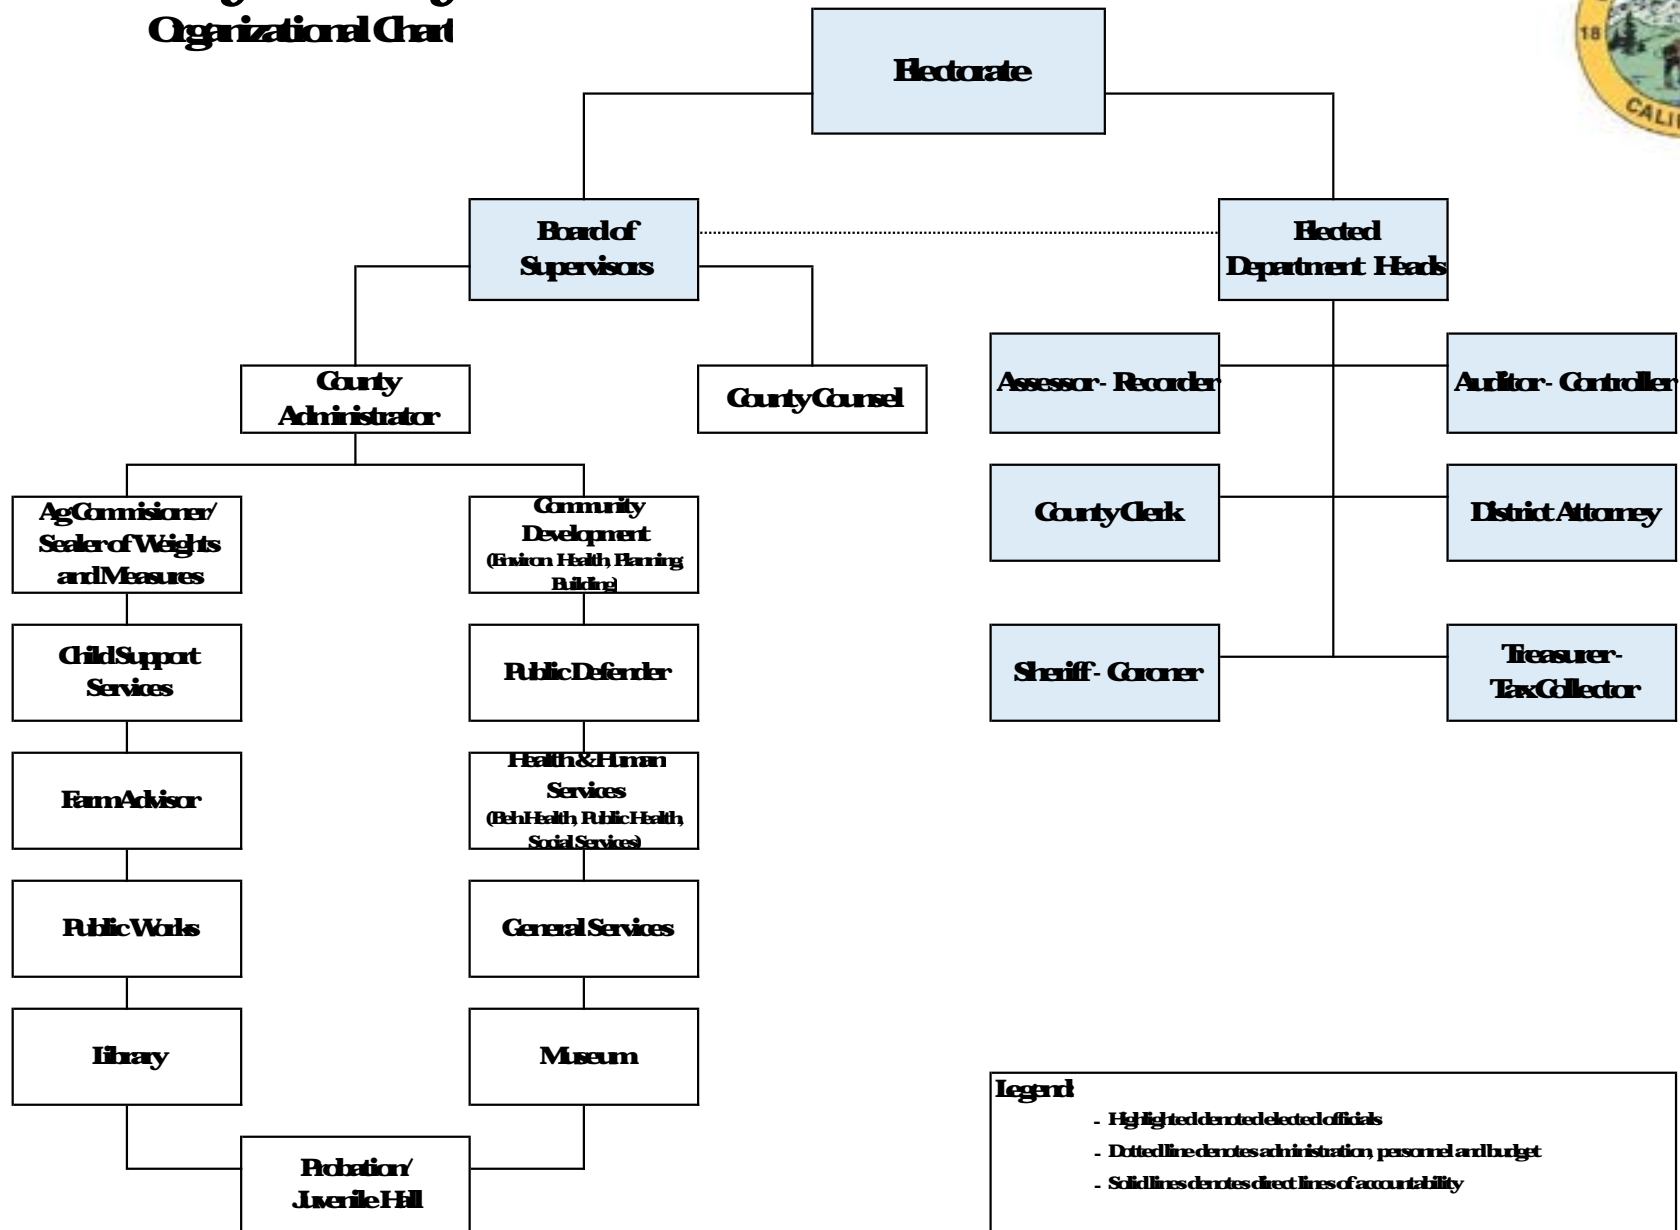 Organizational Chart
18
CALI
Electorate
Board of
Supervisors
Elected
Department Heads
County
Administrator
County Counsel
Assessor - Recorder
Auditor - Controller
County Clerk
District Attorney
Sheriff - Coroner
Treasurer -
Tax Collector
Ag Commisioner/
Sealer of Weights
and Measures
Community
Development
(Environ. Health, Planning,
Building)
Child Support
Services
Public Defender
Farm Advisor
Health & Human
Services
(Beh Health, Public Health,
Social Services)
Public Works
General Services
Library
Museum
Probation/
Juvenile Hall
Legend:
- Highlighted denoted elected officials
- Dotted line denotes administration, personnel and budget
- Solid lines denotes direct lines of accountability